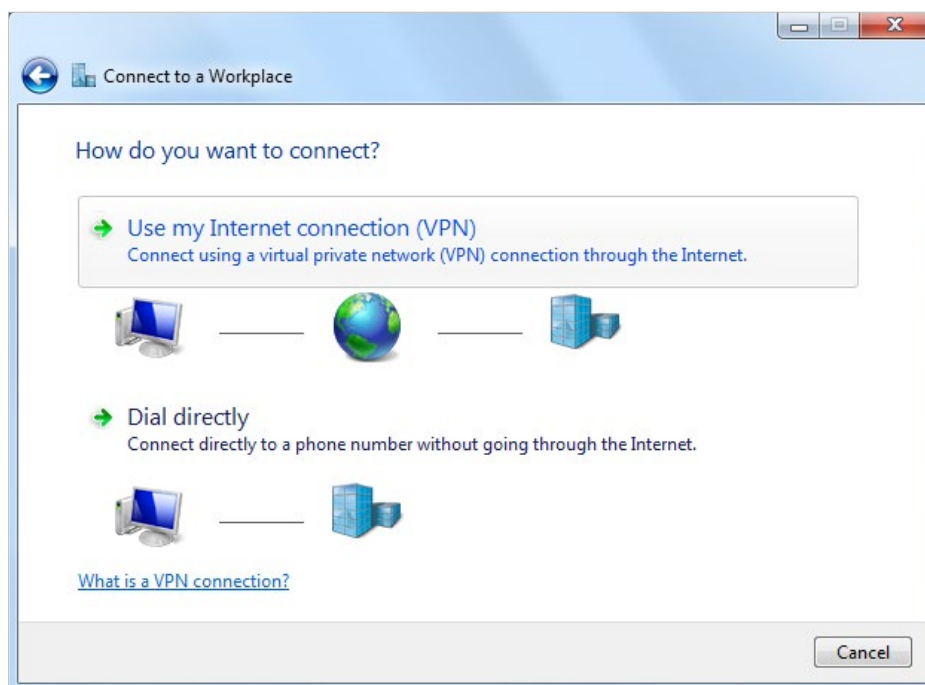 Connect to a Workplace
How do you want to connect?
Use my Internet connection (VPN)
Connect using a virtual private network (VPN) connection through the Internet.
Dial directly
Connect directly to a phone number without going through the Internet.
What is a VPN connection?
Cancel